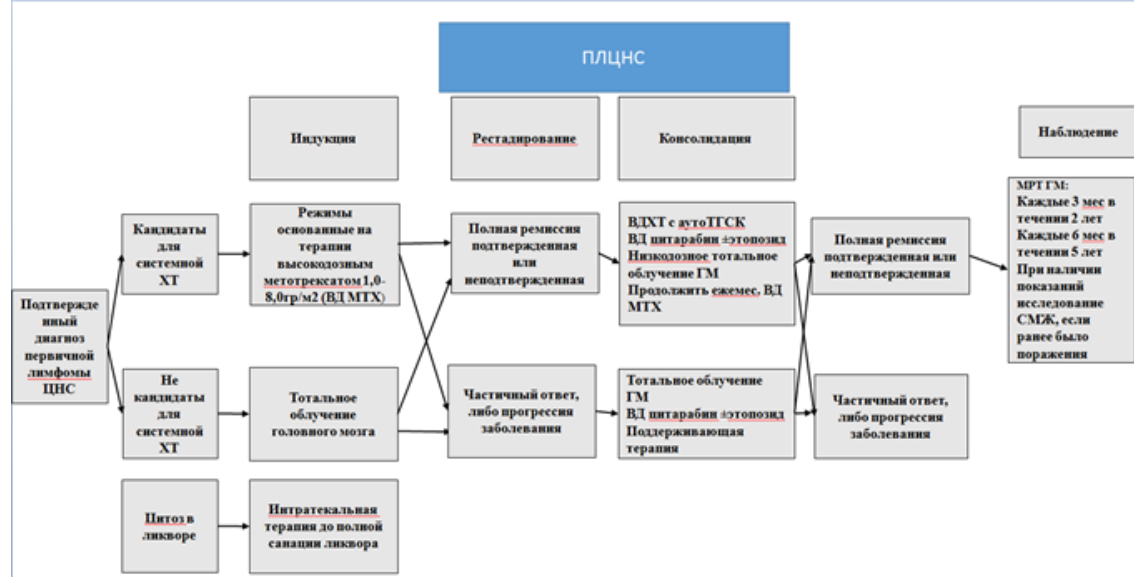 ПЛЦНС
Индукция
Рестадирование
Консолидация
Наблюдение
Подтвержде
нный
диагноз
первичной
лимфомы
ЦНС
Кандидаты
для
системной
ХТ
Режимы
основанные на
терапии
высокодозным
метотрексатом 1,0-
8,0гр/м2 (ВД МТХ)
Полная ремиссия
подтвержденная
или
неподтвержденная
ВДХТ с аутоТГСК
ВД цитарабин ±этопозид
Низкодозное тотальное
облучение ГМ
Продолжить ежемес, ВД
МТХ
Полная ремиссия
подтвержденная или
неподтвержденная
МРТ ГМ:
Каждые 3 мес в
течении 2 лет
Каждые 6 мес в
течении 5 лет
При наличии
показаний
исследование
СМЖ, если
ранее было
поражения
Не
кандидаты
для
системной
ХТ
Тотальное
облучение
головного мозга
Частичный ответ,
либо прогрессия
заболевания
Тотальное облучение
ГМ
ВД цитарабин ±этопозид
Поддерживающая
терапия
Частичный ответ,
либо прогрессия
заболевания
Цитоз в
ликворе
Интратекальная
терапия до полной
санации ликвора